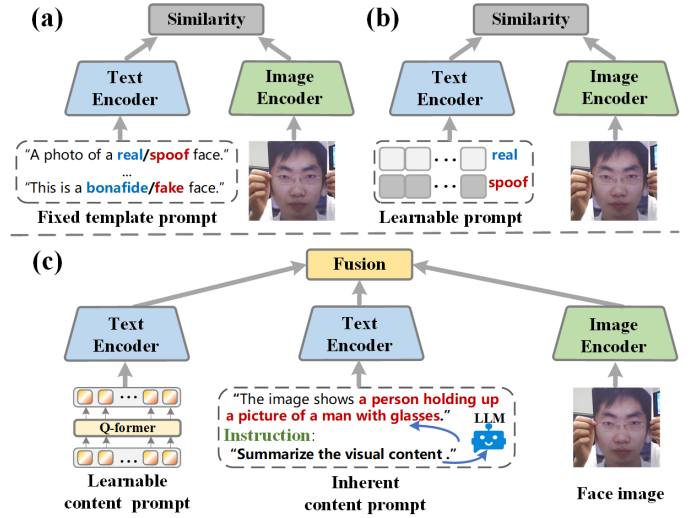 (a)
Similarity
Text
Encoder
Image
Encoder
“A photo of a real/spoof face.”
...
“This is a bonafide/fake face.”
Fixed template prompt
(b)
Similarity
Text
Encoder
Image
Encoder
real
spoof
Learnable prompt
(c)
Fusion
Text
Encoder
Text
Encoder
Image
Encoder
Q-former
Learnable
content prompt
“The image shows a person holding up
a picture of a man with glasses.”
LLM
Instruction:
“Summarize the visual content .”
Inherent
content prompt
Face image